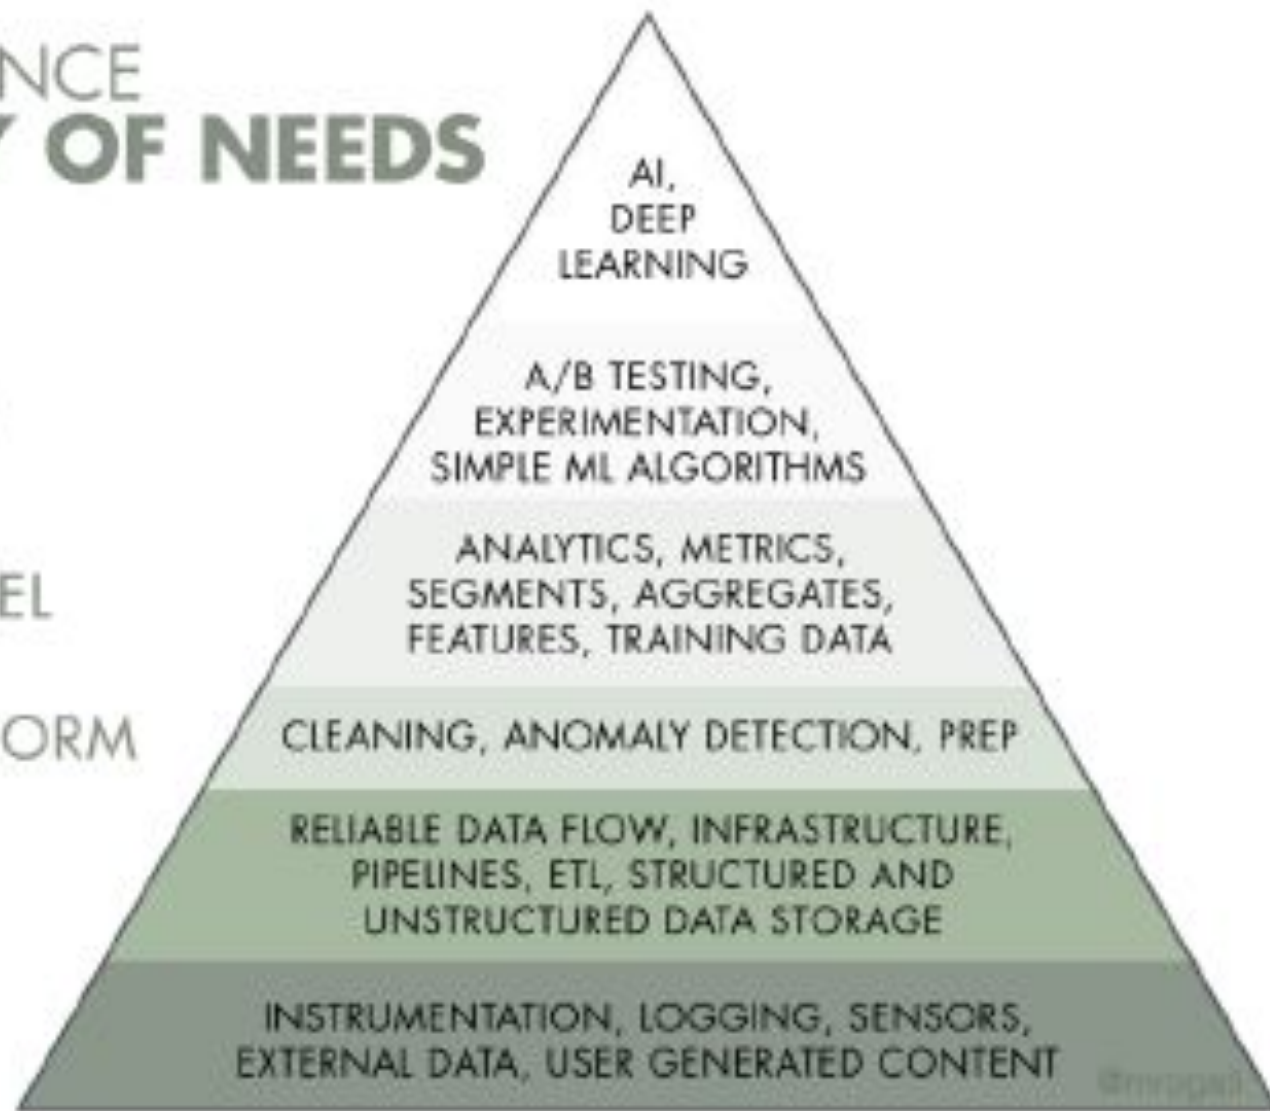 NCE
Y OF NEEDS
AI,
DEEP
LEARNING
A/B TESTING,
EXPERIMENTATION,
SIMPLE ML ALGORITHMS
ANALYTICS, METRICS,
SEGMENTS, AGGREGATES,
FEATURES, TRAINING DATA
EL
ORM
CLEANING, ANOMALY DETECTION, PREP
RELIABLE DATA FLOW, INFRASTRUCTURE,
PIPELINES, ETL, STRUCTURED AND
UNSTRUCTURED DATA STORAGE
INSTRUMENTATION, LOGGING, SENSORS,
EXTERNAL DATA, USER GENERATED CONTENT